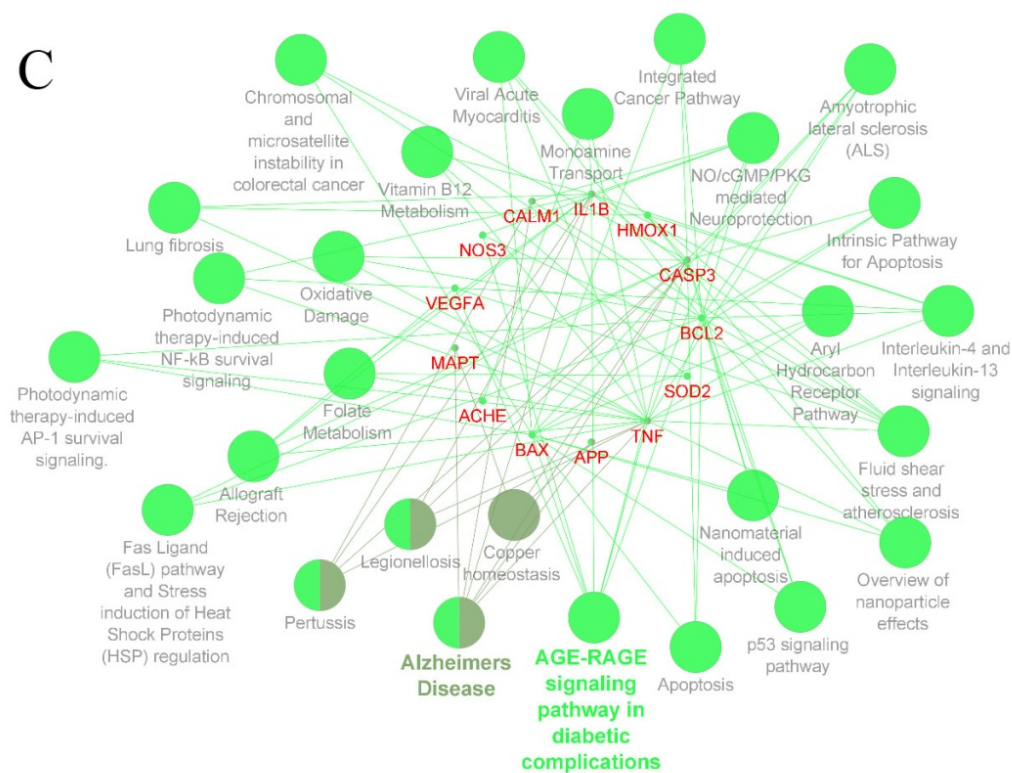 C
Chromosomal
and
microsatellite
instability in
colorectal cancer
Viral Acute
Myocarditis
Integrated
Cancer Pathway
Amyotrophic
lateral sclerosis
(ALS)
Vitamin B12
Metabolism
Monoamine
Transport
NO/cGMP/PKG
mediated
Neuroprotection
Lung fibrosis
CALM1
IL1B
HMOX1
Intrinsic Pathway
for Apoptosis
NOS3
CASP3
Photodynamic
therapy-induced
NF-kB survival
signaling
Oxidative
Damage
VEGFA
BCL2
Aryl
Hydrocarbon
Receptor
Pathway
Interleukin-4 and
Interleukin-13
signaling
Photodynamic
therapy-induced
AP-1 survival
signaling.
MAPT
SOD2
Folate
Metabolism
ACHE
BAX
APP
TNF
Allograft
Rejection
Fluid shear
stress and
atherosclerosis
Fas Ligand
(FasL) pathway
and Stress
induction of Heat
Shock Proteins
(HSP) regulation
Legionellosis
Copper
homeostasis
Nanomaterial
induced
apoptosis
Overview of
nanoparticle
effects
Pertussis
Alzheimers
Disease
AGE-RAGE
signaling
pathway in
diabetic
complications
Apoptosis
p53 signaling
pathway